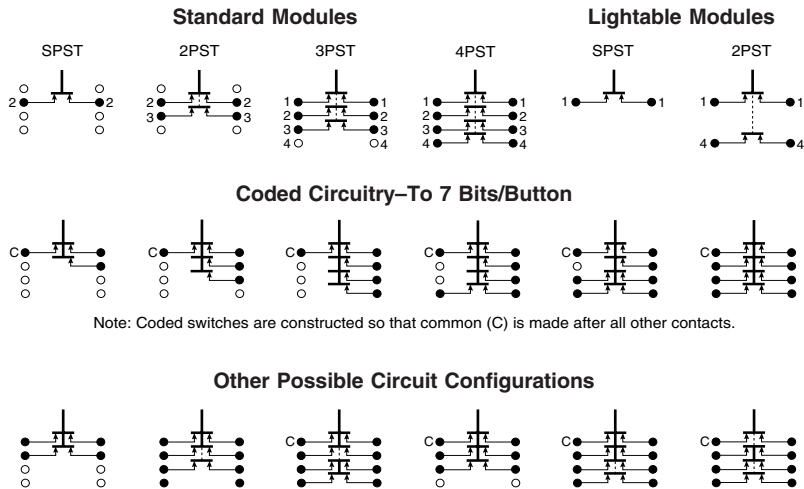 Standard Modules Lightable Modules
SPST 2PST 3PST 4PST SPST 2PST
1 1 1 1 1 1 1 1
2 2 2 2 2 2 2 2
3 3 3 3 3 3
4 4 4 4 4 4
Coded Circuitry–To 7 Bits/Button
C C C C C C
Note: Coded switches are constructed so that common (C) is made after all other contacts.
Other Possible Circuit Configurations
C C C C